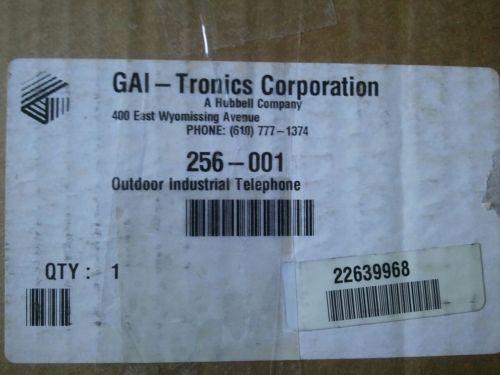 GAI-Tronics Corporation
A Hubbell Company
400 East Wyomissing Avenue
PHONE: (610) 777-1374
256-001
Outdoor Industrial Telephone
QTY : 1
22639968